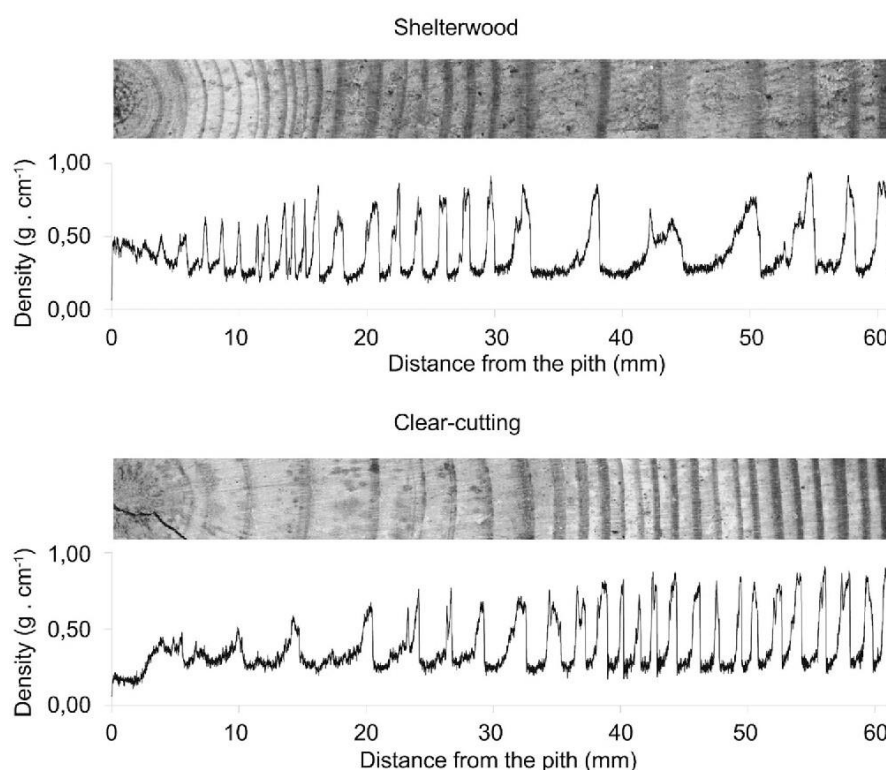 Shelterwood
1,00
0,50
0,00
Density (g . cm-1)
0 10 20 30 40 50 60
Distance from the pith (mm)
Clear-cutting
1,00
0,50
0,00
Density (g . cm-1)
0 10 20 30 40 50 60
Distance from the pith (mm)